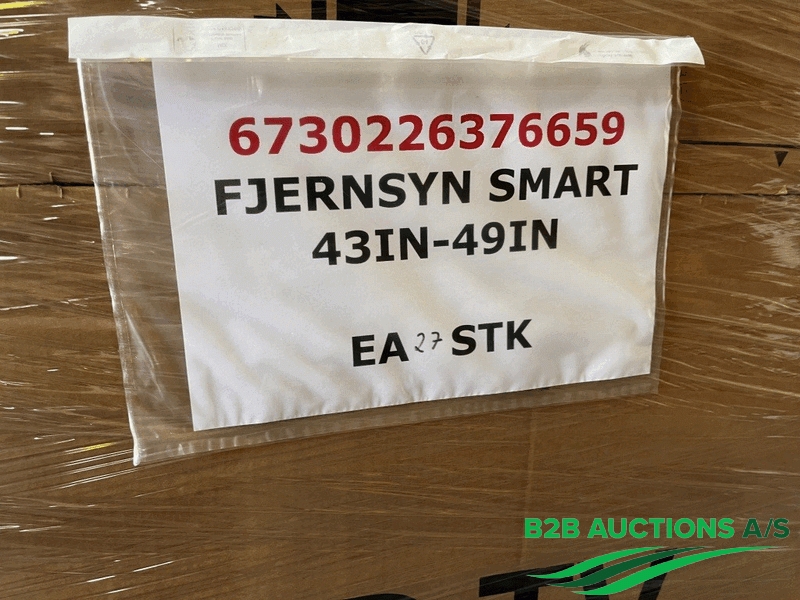 6730226376659
FJERNSYN SMART
43IN-49IN
EA 27 STK
B2B AUCTIONS A/S